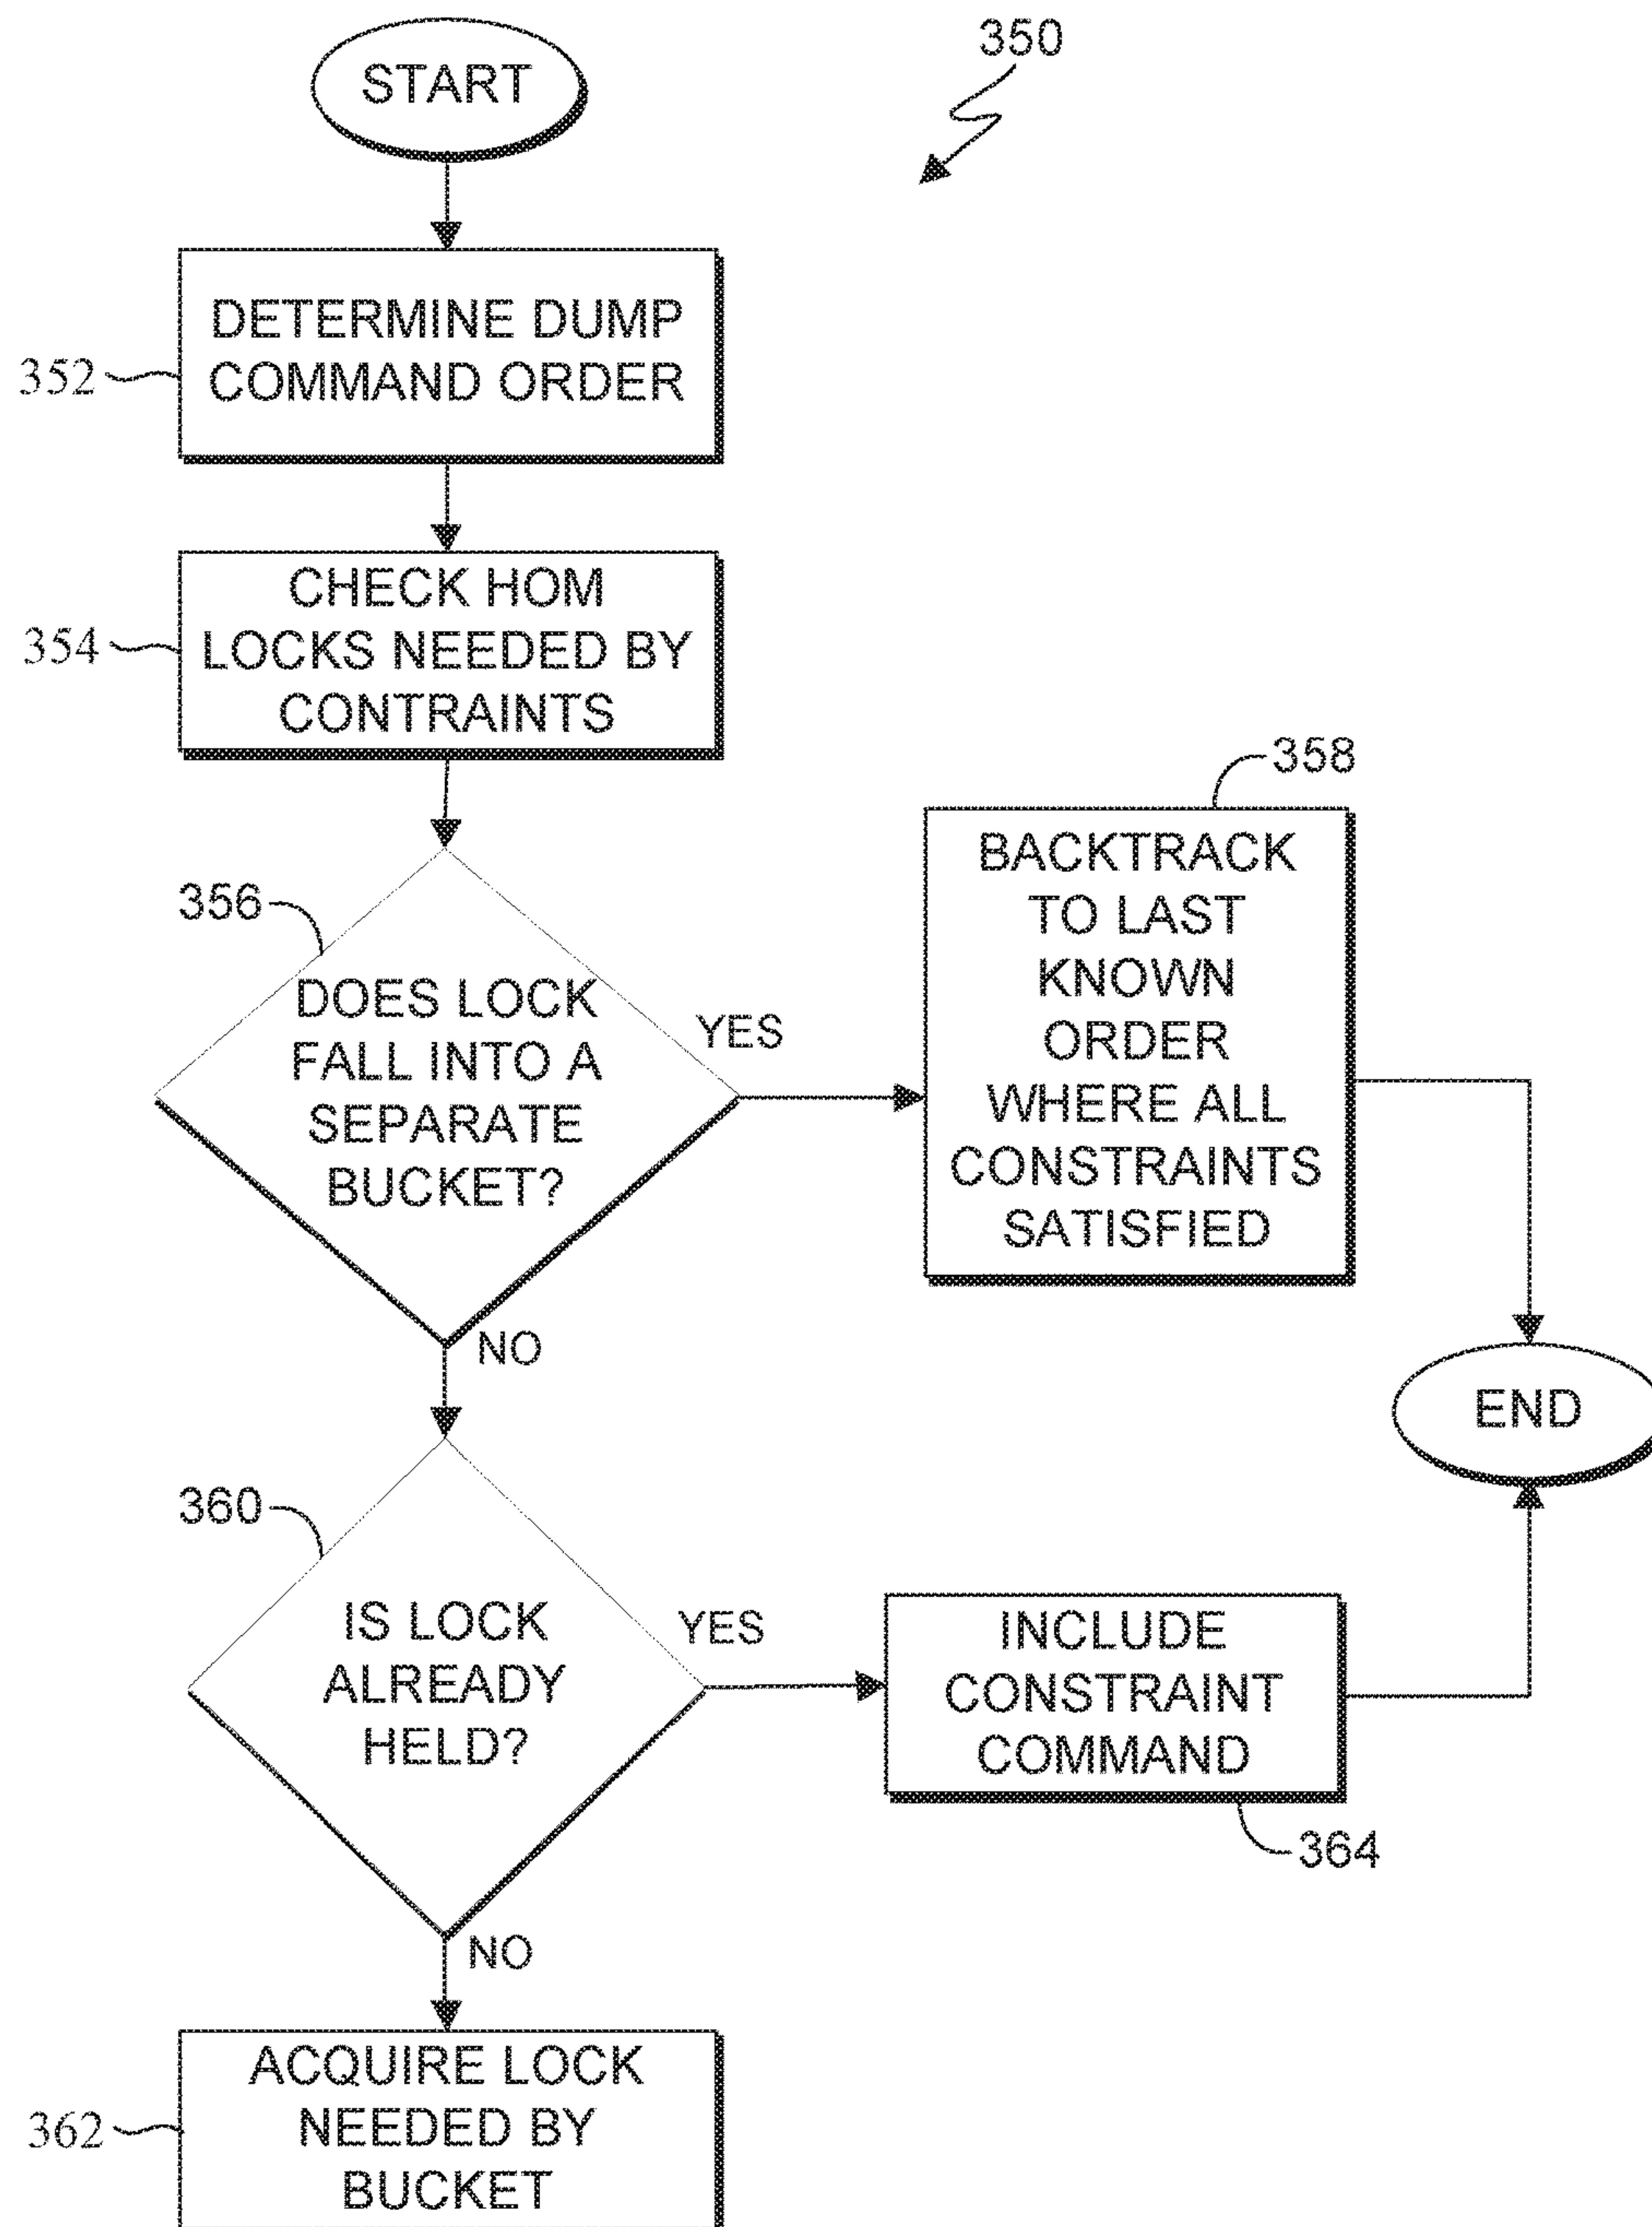 START
350
352
DETERMINE DUMP
COMMAND ORDER
354
CHECK HOM
LOCKS NEEDED BY
CONTRAINTS
356
DOES LOCK
FALL INTO A
SEPARATE
BUCKET?
YES
NO
358
BACKTRACK
TO LAST
KNOWN
ORDER
WHERE ALL
CONSTRAINTS
SATISFIED
END
360
IS LOCK
ALREADY
HELD?
YES
NO
INCLUDE
CONSTRAINT
COMMAND
364
362
ACQUIRE LOCK
NEEDED BY
BUCKET